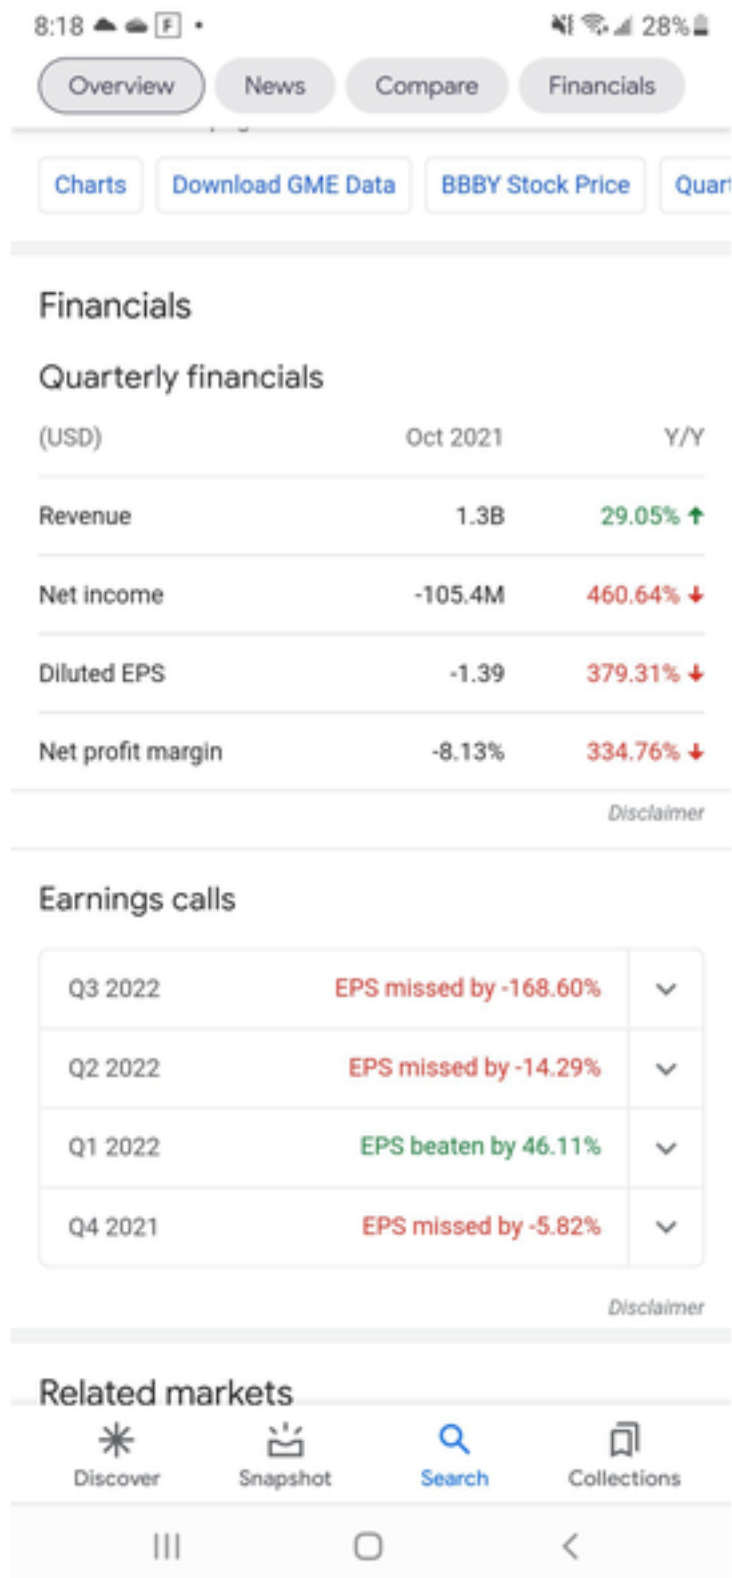 8:18 F 28%
Overview News Compare Financials
Charts Download GME Data BBBY Stock Price Quart
Financials
Quarterly financials
(USD) Oct 2021 Y/Y
Revenue 1.3B 29.05%
Net income -105.4M 460.64%
Diluted EPS -1.39 379.31%
Net profit margin -8.13% 334.76%
Disclaimer
Earnings calls
Q3 2022 EPS missed by -168.60%
Q2 2022 EPS missed by -14.29%
Q1 2022 EPS beaten by 46.11%
Q4 2021 EPS missed by -5.82%
Disclaimer
Related markets
Discover Snapshot Search Collections